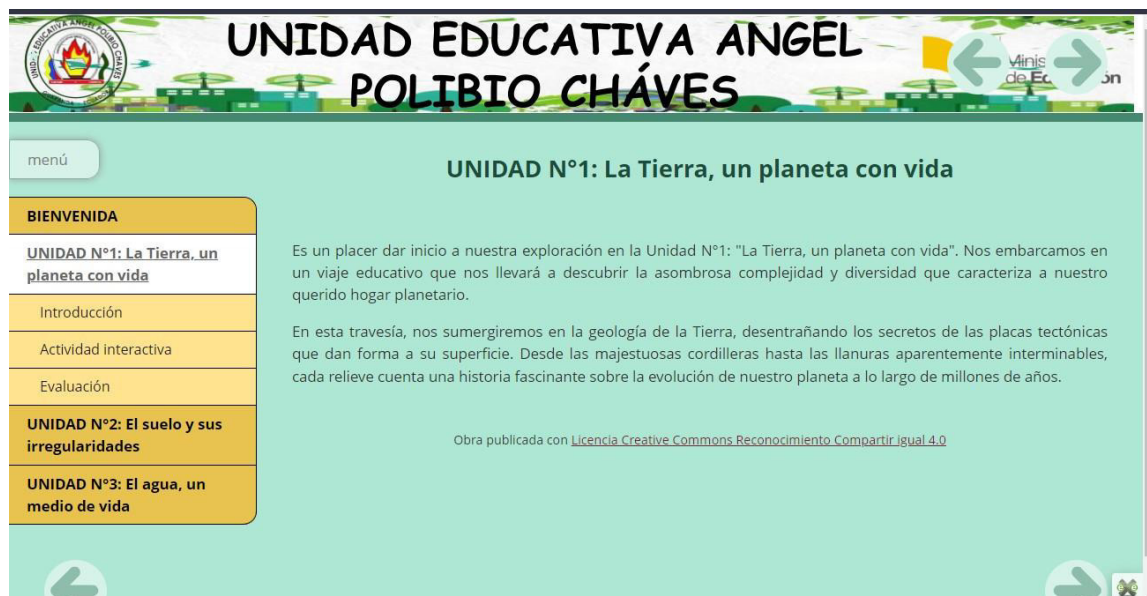 UNIDAD EDUCATIVA ANGEL
POLIBIO CHÁVES
menú
BIENVENIDA
UNIDAD N°1: La Tierra, un
planeta con vida
Introducción
Actividad interactiva
Evaluación
UNIDAD N°2: El suelo y sus
irregularidades
UNIDAD N°3: El agua, un
medio de vida
UNIDAD N°1: La Tierra, un planeta con vida
Es un placer dar inicio a nuestra exploración en la Unidad N°1: "La Tierra, un planeta con vida". Nos embarcamos en
un viaje educativo que nos llevará a descubrir la asombrosa complejidad y diversidad que caracteriza a nuestro
querido hogar planetario.
En esta travesía, nos sumergiremos en la geología de la Tierra, desentrañando los secretos de las placas tectónicas
que dan forma a su superficie. Desde las majestuosas cordilleras hasta las llanuras aparentemente interminables,
cada relieve cuenta una historia fascinante sobre la evolución de nuestro planeta a lo largo de millones de años.
Obra publicada con Licencia Creative Commons Reconocimiento Compartir igual 4.0